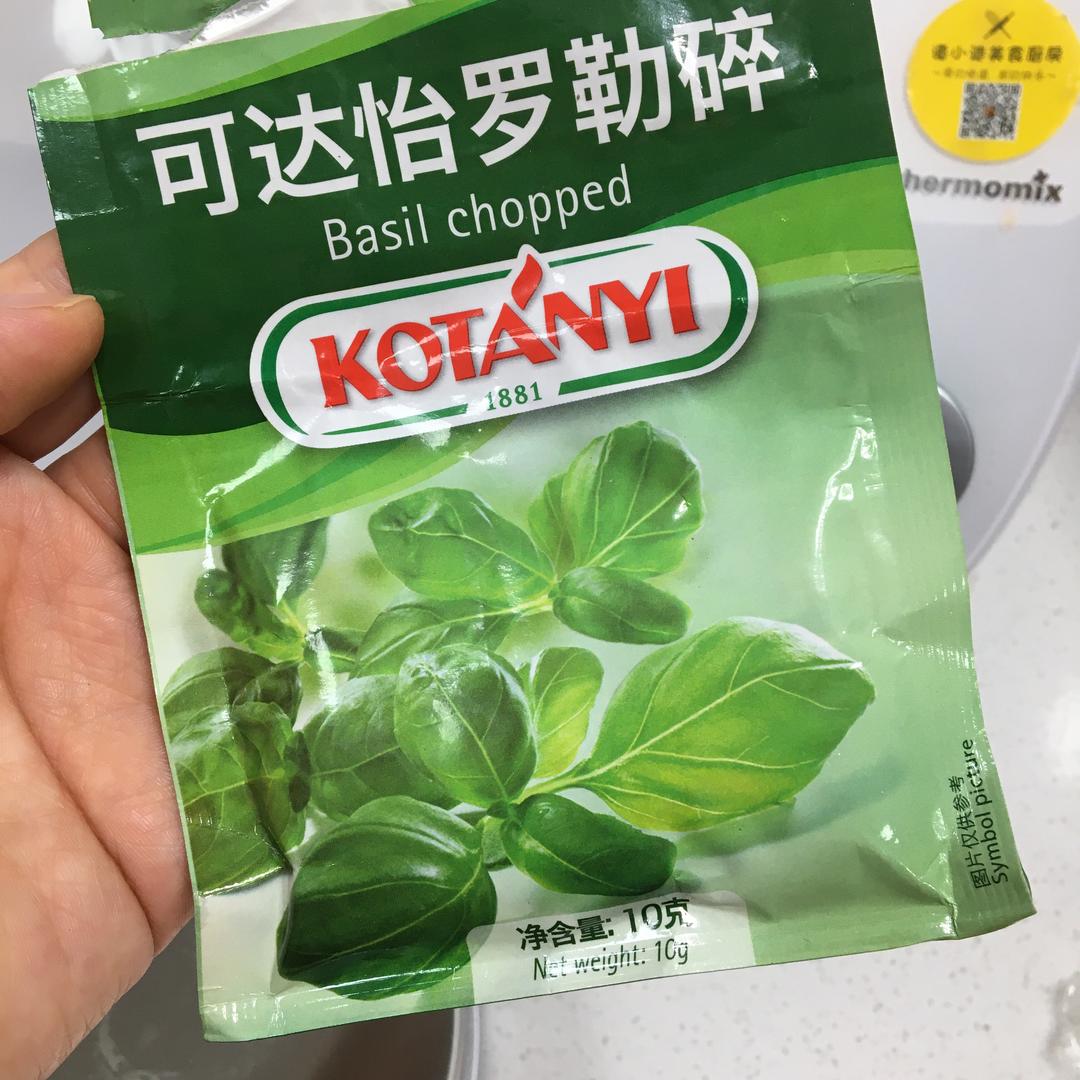 可达怡罗勒碎
Basil chopped
KOTÁNYI
1881
净含量: 10克
Net weight: 10g
图片仅供参考
Symbol picture
hermomix